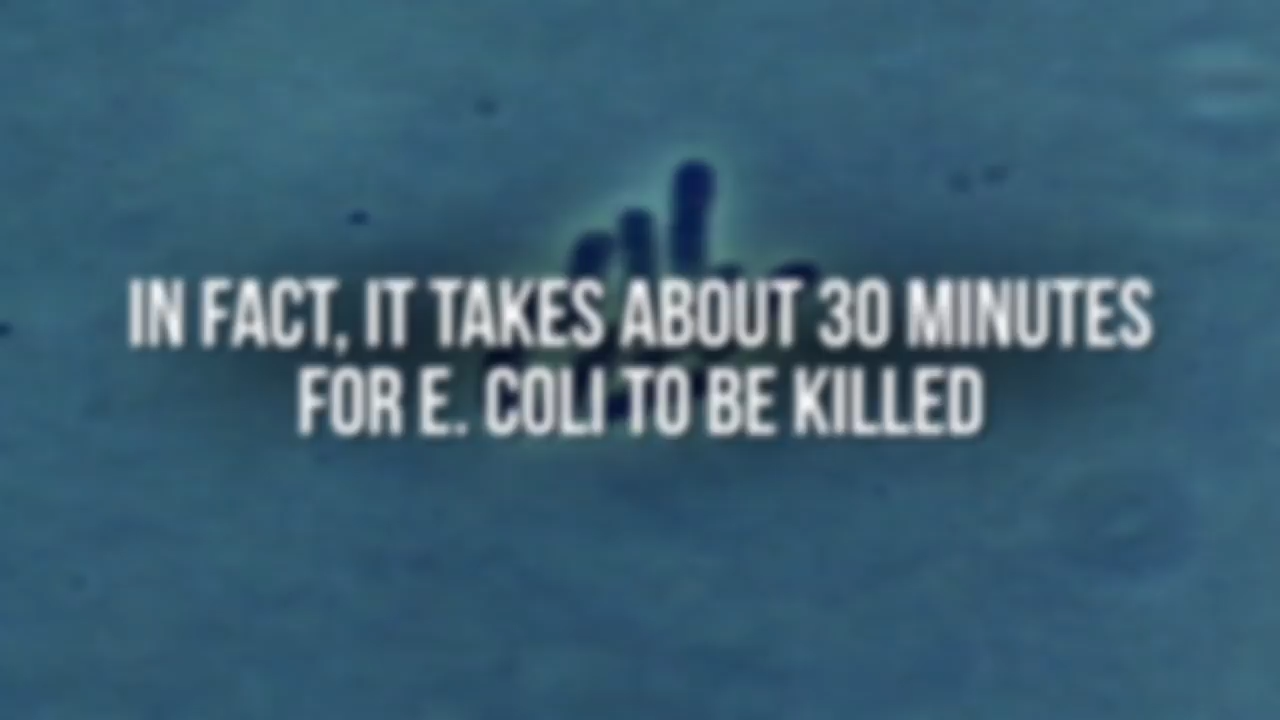 IN FACT, IT TAKES ABOUT 30 MINUTES
FOR E. COLI TO BE KILLED